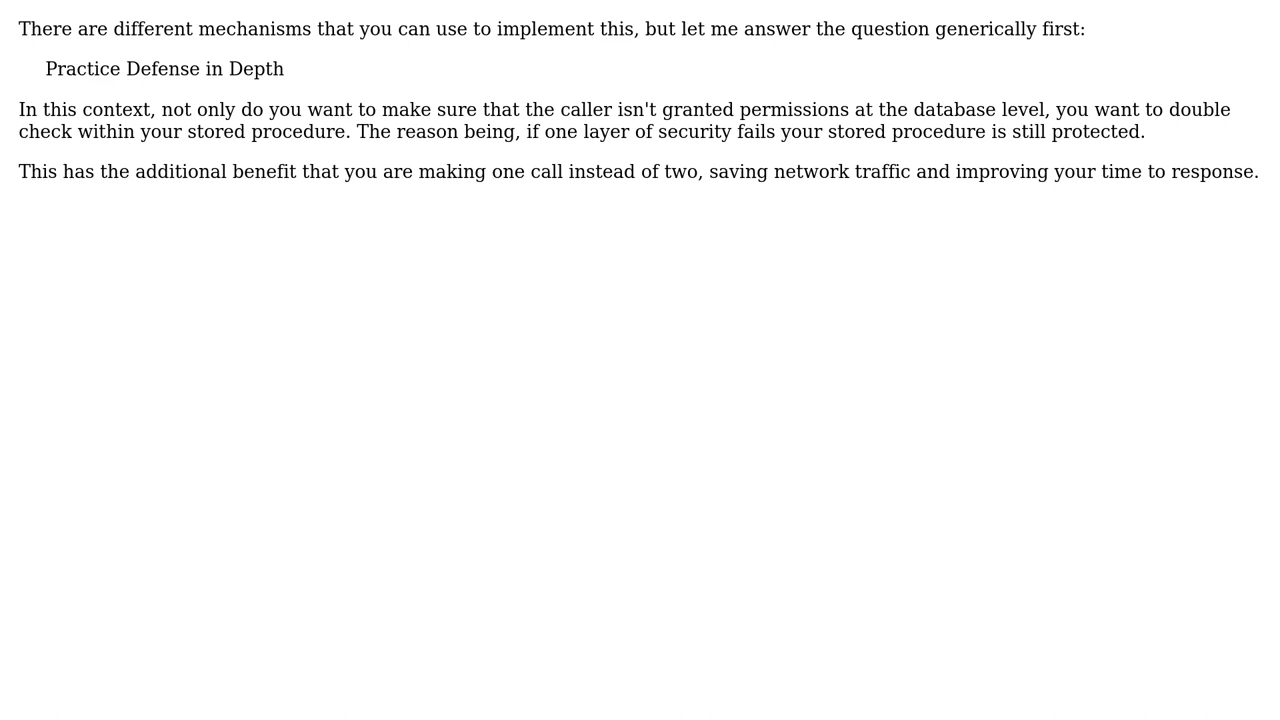 There are different mechanisms that you can use to implement this, but let me answer the question generically first:
Practice Defense in Depth
In this context, not only do you want to make sure that the caller isn't granted permissions at the database level, you want to double
check within your stored procedure. The reason being, if one layer of security fails your stored procedure is still protected.
This has the additional benefit that you are making one call instead of two, saving network traffic and improving your time to response.